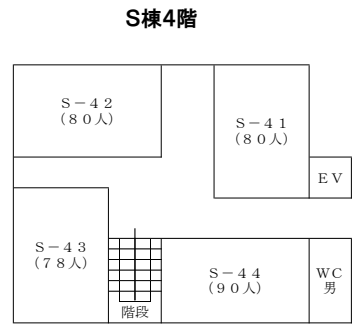 S棟4階
S－４２
（８０人）
S－４１
（８０人）
EV
S－４３
（７８人）
S－４４
（９０人）
WC
男
階段